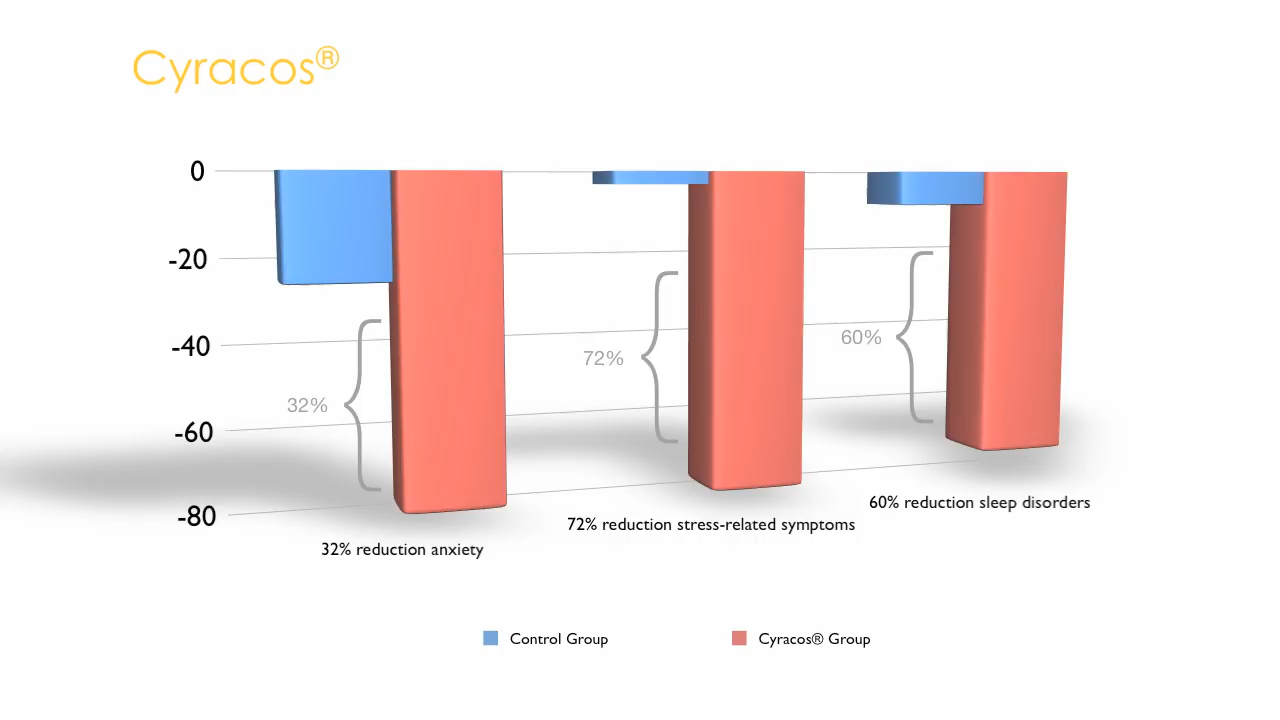 Cyracos®
0
-20
-40
-60
-80
32%
72%
60%
32% reduction anxiety
72% reduction stress-related symptoms
60% reduction sleep disorders
Control Group
Cyracos® Group